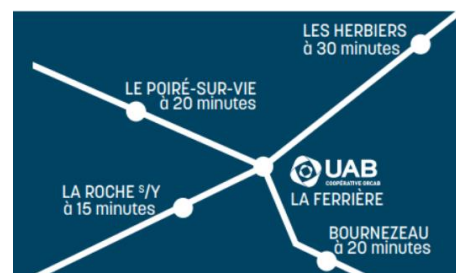 LES HERBIERS
à 30 minutes
LE POIRÉ-SUR-VIE
à 20 minutes
UAB
COOPÉRATIVE ORCAB
LA FERRIÈRE
LA ROCHE S/Y
à 15 minutes
BOURNEZEAU
à 20 minutes